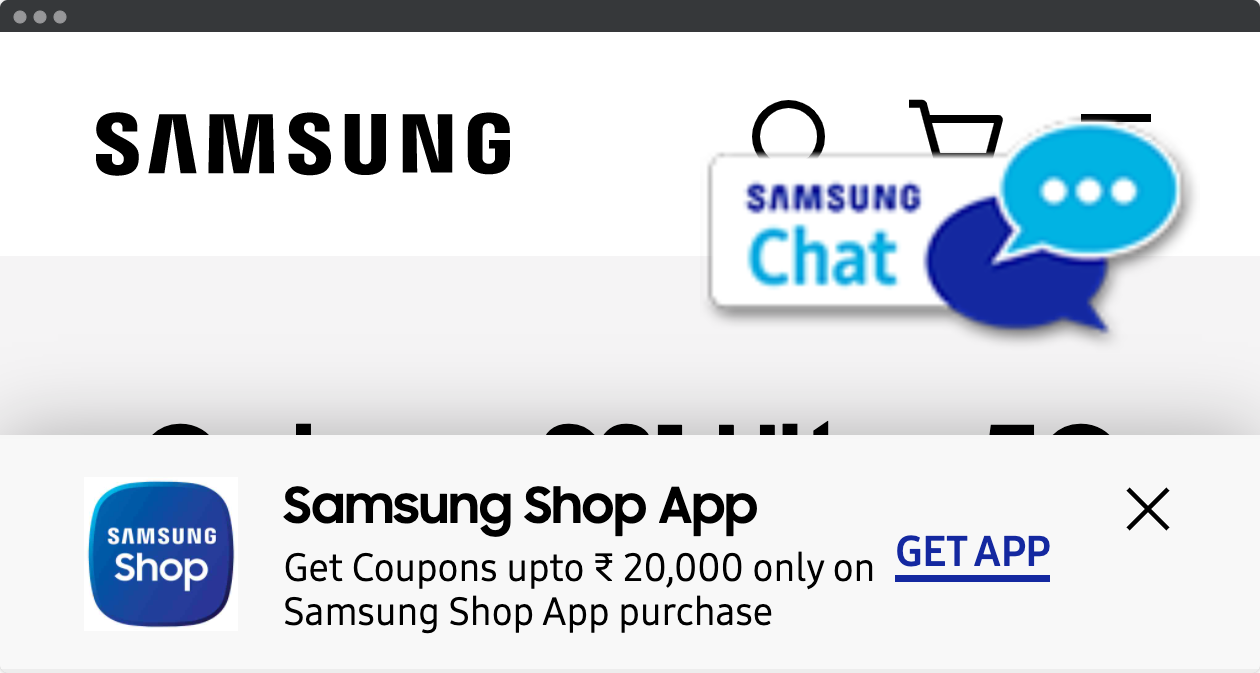 SAMSUNG
SAMSUNG
Chat
SAMSUNG
Shop
Samsung Shop App
Get Coupons upto ₹ 20,000 only on
Samsung Shop App purchase
GET APP